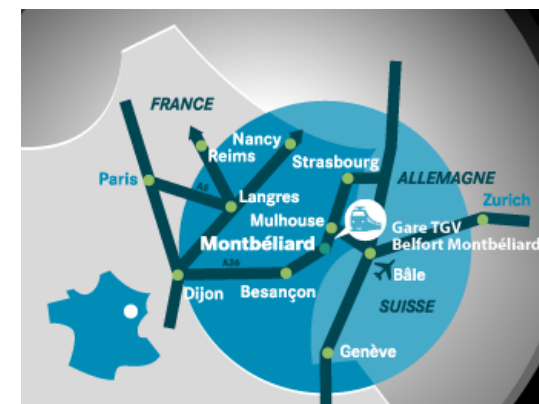 FRANCE
Nancy
Reims
Strasbourg
Paris
A5
ALLEMAGNE
Langres
Zurich
Mulhouse
Gare TGV
Belfort Montbéliard
Montbéliard
A36
Bâle
Dijon
Besançon
SUISSE
Genève